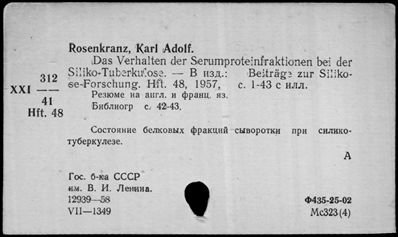 Rosenkranz, Karl Adolf.
Das Verhalten der Serumproteinfraktionen bei der
312 Siliko-Tuberkulose. — В изд.: Beiträge zur Siliko-
XXI — se-Forschung. Hft. 48, 1957, с. 1-43 с илл.
41 Резюме на англ. и франц. яз.
Hft. 48 Библиогр с. 42-43.
Состояние белковых фракций сыворотки при силико-
туберкулезе.
А
Гос. б-ка СССР
им. В. И. Ленина.
12939—58 Ф435-25-02
VII—1349 Мс323(4)